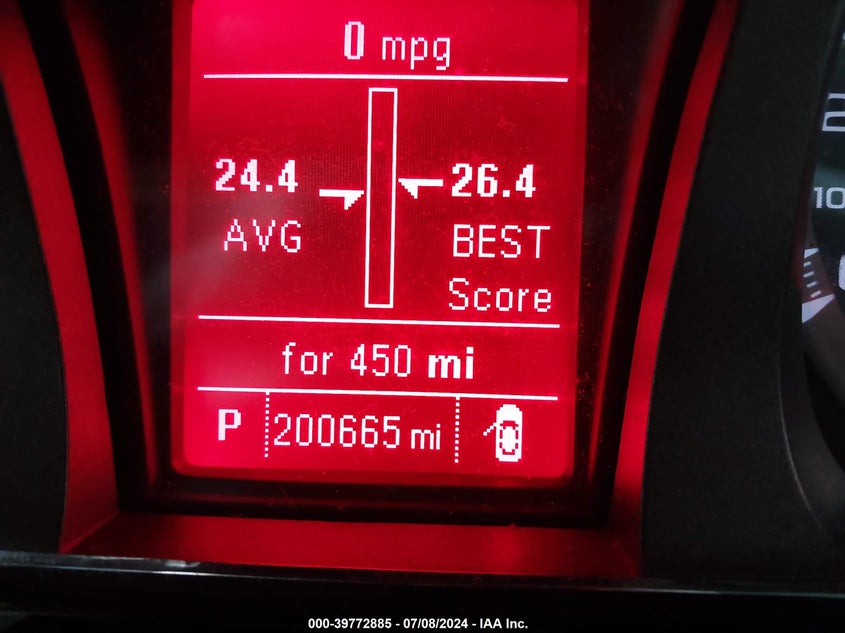 0 mpg
24.4
AVG
26.4
BEST
Score
for 450 mi
P 200665 mi
10
000-39772885 - 07/08/2024 - IAA Inc.